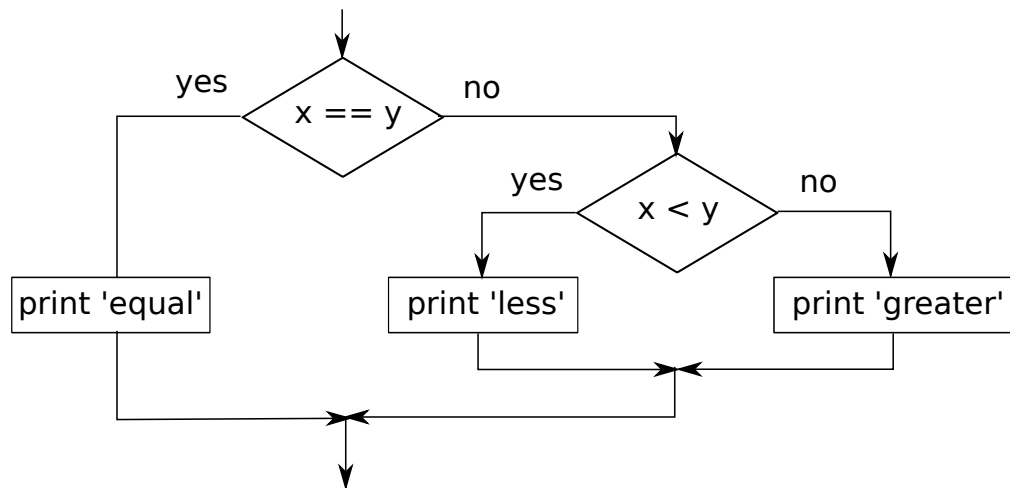 yes
no
x == y
yes
no
x < y
print 'equal'
print 'less'
print 'greater'